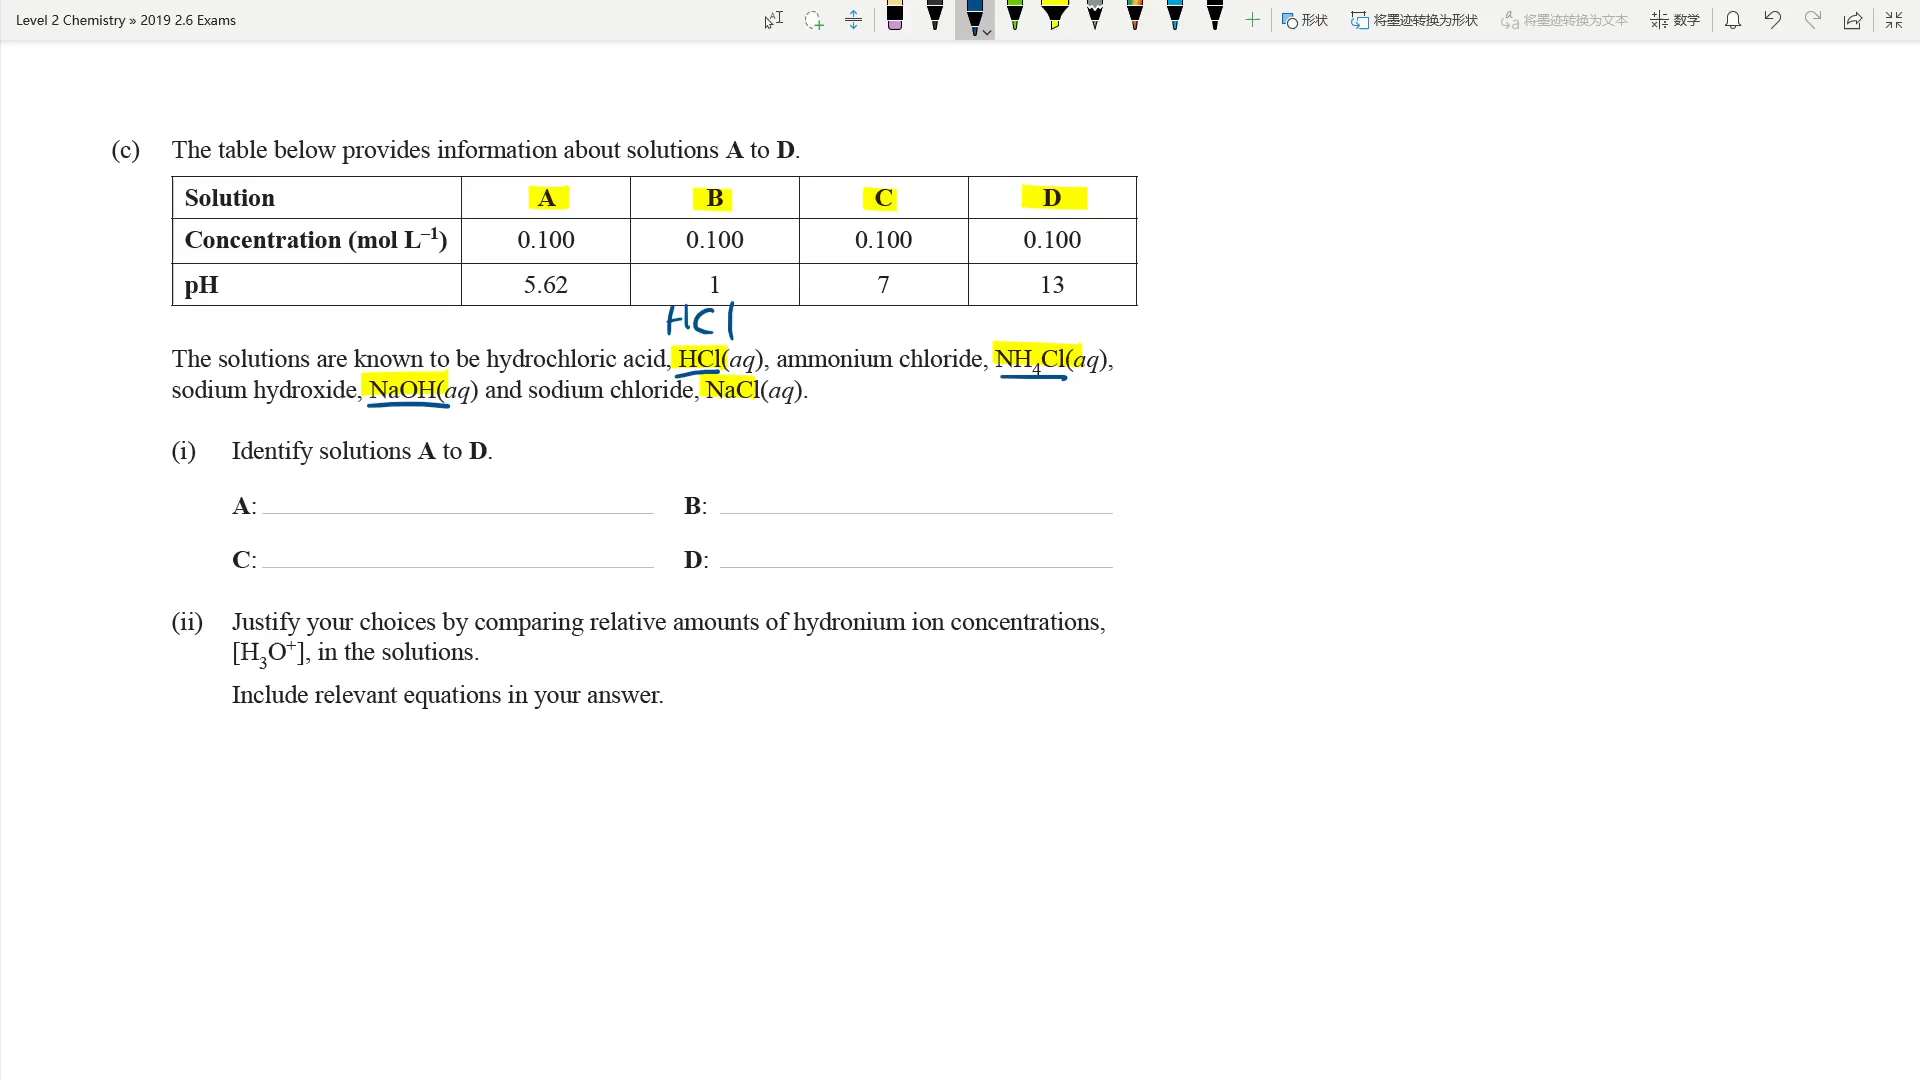 Level 2 Chemistry » 2019 2.6 Exams
形状 将墨迹转换为形状 将墨迹转换为文本 数学
(c) The table below provides information about solutions A to D.
Solution A B C D
Concentration (mol L⁻¹) 0.100 0.100 0.100 0.100
pH 5.62 1 7 13
HCl
The solutions are known to be hydrochloric acid, HCl(aq), ammonium chloride, NH₄Cl(aq),
sodium hydroxide, NaOH(aq) and sodium chloride, NaCl(aq).
(i) Identify solutions A to D.
A: B:
C: D:
(ii) Justify your choices by comparing relative amounts of hydronium ion concentrations,
[H₃O⁺], in the solutions.
Include relevant equations in your answer.